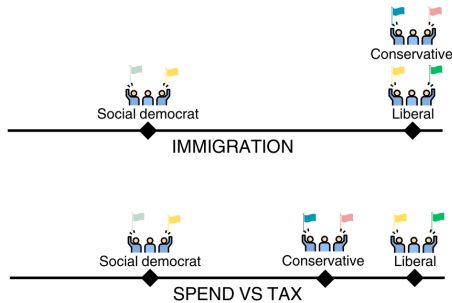 Conservative
Social democrat
Liberal
IMMIGRATION
Social democrat
Conservative
Liberal
SPEND VS TAX